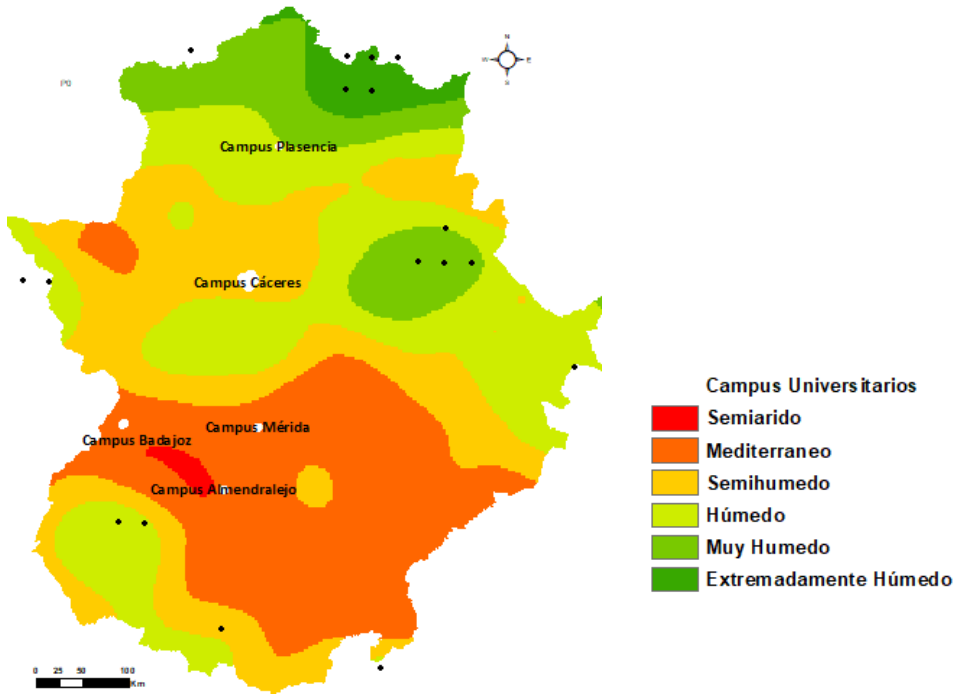 N
W E
S
P0
Campus Plasencia
Campus Cáceres
Campus Mérida
Campus Badajoz
Campus Almendralejo
Campus Universitarios
Semiarido
Mediterraneo
Semihumedo
Húmedo
Muy Humedo
Extremadamente Húmedo
0 25 50 100
Km